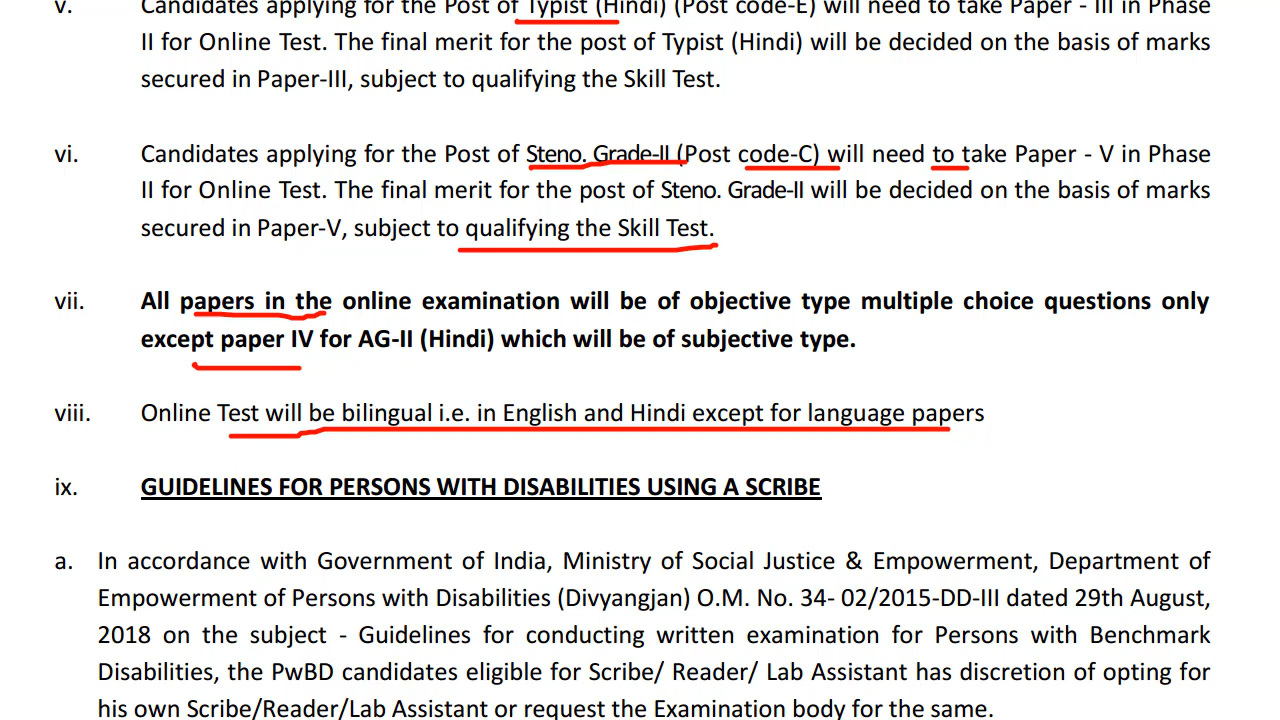 v. Candidates applying for the Post of Typist (Hindi) (Post code-E) will need to take Paper - III in Phase
II for Online Test. The final merit for the post of Typist (Hindi) will be decided on the basis of marks
secured in Paper-III, subject to qualifying the Skill Test.
vi. Candidates applying for the Post of Steno. Grade-II (Post code-C) will need to take Paper - V in Phase
II for Online Test. The final merit for the post of Steno. Grade-II will be decided on the basis of marks
secured in Paper-V, subject to qualifying the Skill Test.
vii. All papers in the online examination will be of objective type multiple choice questions only
except paper IV for AG-II (Hindi) which will be of subjective type.
viii. Online Test will be bilingual i.e. in English and Hindi except for language papers
ix. GUIDELINES FOR PERSONS WITH DISABILITIES USING A SCRIBE
a. In accordance with Government of India, Ministry of Social Justice & Empowerment, Department of
Empowerment of Persons with Disabilities (Divyangjan) O.M. No. 34- 02/2015-DD-III dated 29th August,
2018 on the subject - Guidelines for conducting written examination for Persons with Benchmark
Disabilities, the PwBD candidates eligible for Scribe/ Reader/ Lab Assistant has discretion of opting for
his own Scribe/Reader/Lab Assistant or request the Examination body for the same.